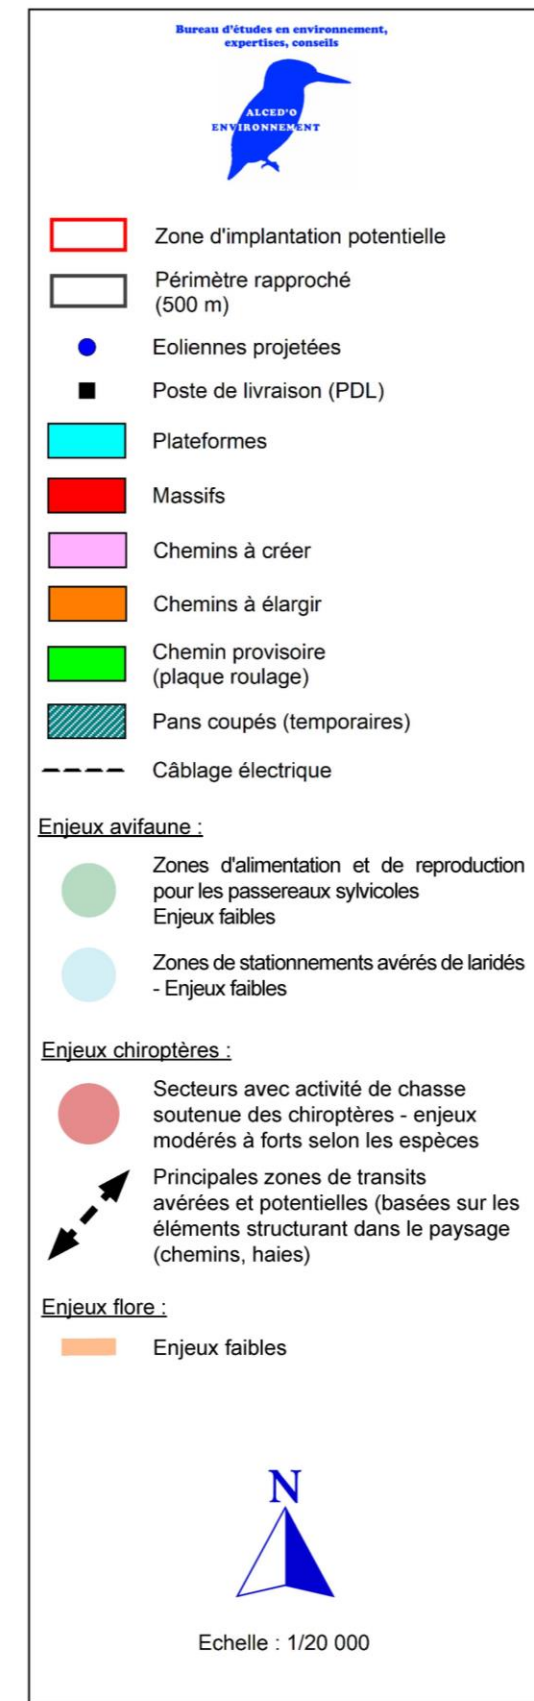 Bureau d'études en environnement,
expertises, conseils
ALCED'O
ENVIRONNEMENT
Zone d'implantation potentielle
Périmètre rapproché
(500 m)
Eoliennes projetées
Poste de livraison (PDL)
Plateformes
Massifs
Chemins à créer
Chemins à élargir
Chemin provisoire
(plaque roulage)
Pans coupés (temporaires)
Câblage électrique
Enjeux avifaune :
Zones d'alimentation et de reproduction
pour les passereaux sylvicoles
Enjeux faibles
Zones de stationnements avérés de laridés
- Enjeux faibles
Enjeux chiroptères :
Secteurs avec activité de chasse
soutenue des chiroptères - enjeux
modérés à forts selon les espèces
Principales zones de transits
avérées et potentielles (basées sur les
éléments structurant dans le paysage
(chemins, haies)
Enjeux flore :
Enjeux faibles
N
Echelle : 1/20 000